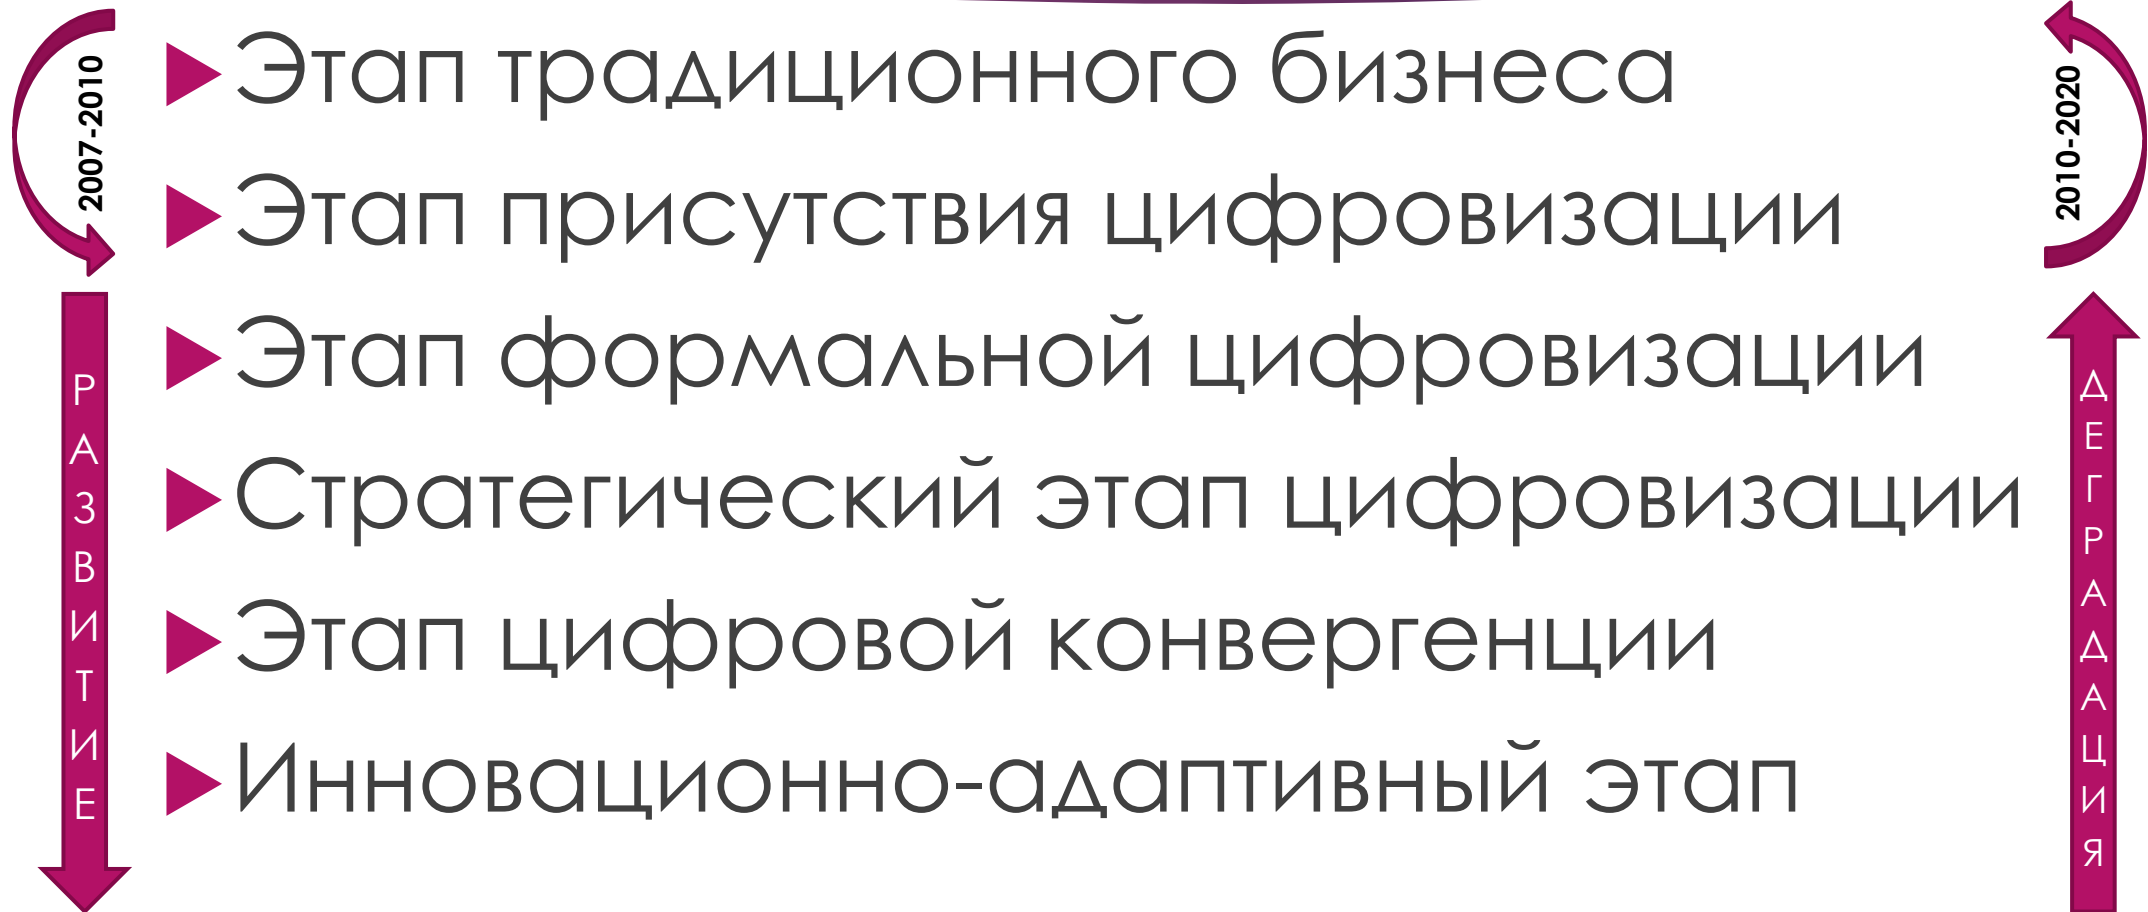 2007-2010
РАЗВИТИЕ
Этап традиционного бизнеса
Этап присутствия цифровизации
Этап формальной цифровизации
Стратегический этап цифровизации
Этап цифровой конвергенции
Инновационно-адаптивный этап
2010-2020
ДЕГРАДАЦИЯ